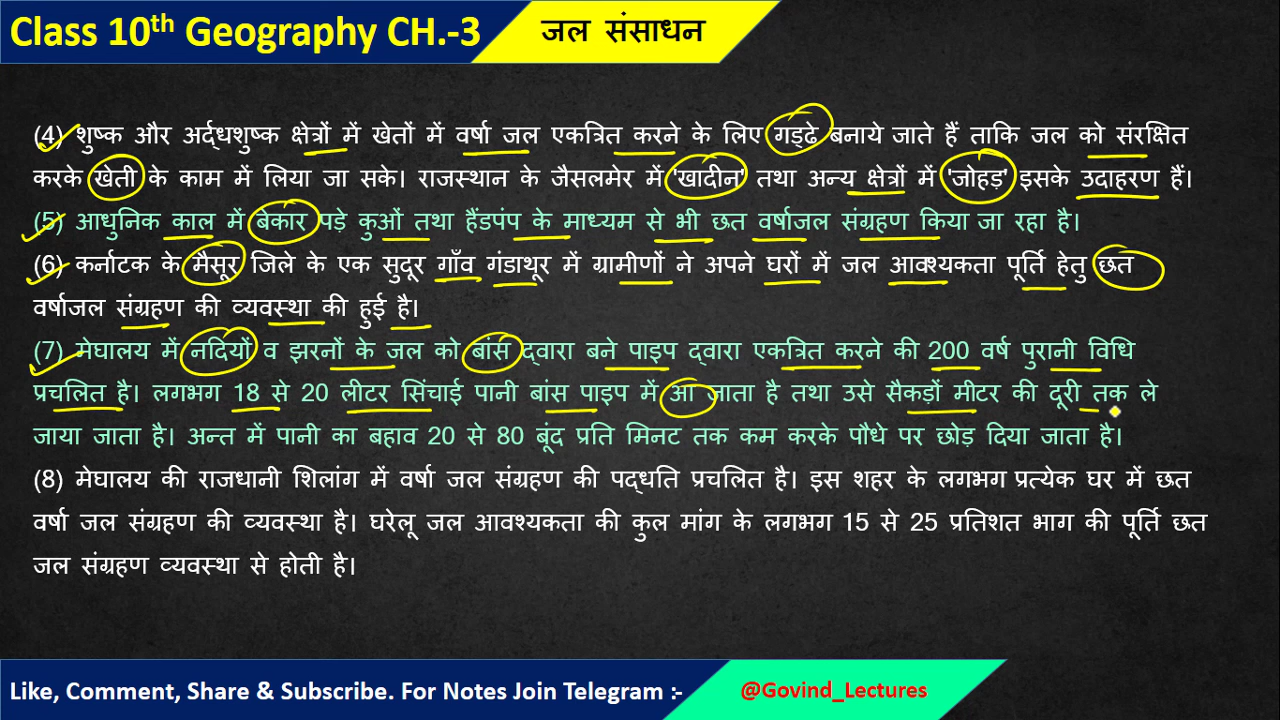 Class 10th Geography CH.-3
जल संसाधन
(4) शुष्क और अर्द्धशुष्क क्षेत्रों में खेतों में वर्षा जल एकत्रित करने के लिए गड्ढे बनाये जाते हैं ताकि जल को संरक्षित
करके खेती के काम में लिया जा सके। राजस्थान के जैसलमेर में 'खादीन' तथा अन्य क्षेत्रों में 'जोहड़' इसके उदाहरण हैं।
(5) आधुनिक काल में बेकार पड़े कुओं तथा हैंडपंप के माध्यम से भी छत वर्षाजल संग्रहण किया जा रहा है।
(6) कर्नाटक के मैसूर जिले के एक सुदूर गाँव गंडाथूर में ग्रामीणों ने अपने घरों में जल आवश्यकता पूर्ति हेतु छत
वर्षाजल संग्रहण की व्यवस्था की हुई है।
(7) मेघालय में नदियों व झरनों के जल को बांस द्वारा बने पाइप द्वारा एकत्रित करने की 200 वर्ष पुरानी विधि
प्रचलित है। लगभग 18 से 20 लीटर सिंचाई पानी बांस पाइप में आ जाता है तथा उसे सैकड़ों मीटर की दूरी तक ले
जाया जाता है। अन्त में पानी का बहाव 20 से 80 बूंद प्रति मिनट तक कम करके पौधे पर छोड़ दिया जाता है।
(8) मेघालय की राजधानी शिलांग में वर्षा जल संग्रहण की पद्धति प्रचलित है। इस शहर के लगभग प्रत्येक घर में छत
वर्षा जल संग्रहण की व्यवस्था है। घरेलू जल आवश्यकता की कुल मांग के लगभग 15 से 25 प्रतिशत भाग की पूर्ति छत
जल संग्रहण व्यवस्था से होती है।
Like, Comment, Share & Subscribe. For Notes Join Telegram :-
@Govind_Lectures